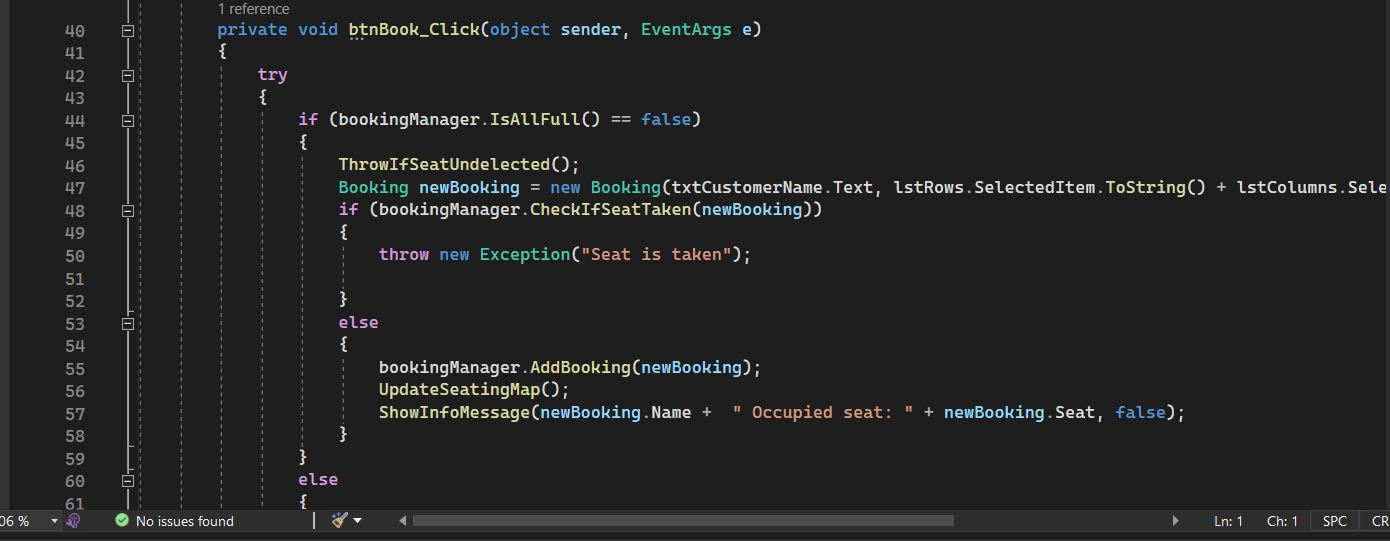 1 reference
40 private void btnBook_Click(object sender, EventArgs e)
41 {
42 try
43 {
44 if (bookingManager.IsAllFull() == false)
45 {
46 ThrowIfSeatUndelected();
47 Booking newBooking = new Booking(txtCustomerName.Text, lstRows.SelectedItem.ToString() + lstColumns.Sele
48 if (bookingManager.CheckIfSeatTaken(newBooking))
49 {
50 throw new Exception("Seat is taken");
51
52 }
53 else
54 {
55 bookingManager.AddBooking(newBooking);
56 UpdateSeatingMap();
57 ShowInfoMessage(newBooking.Name +  " Occupied seat: " + newBooking.Seat, false);
58 }
59 }
60 else
61 {
06 % No issues found Ln: 1 Ch: 1 SPC CR